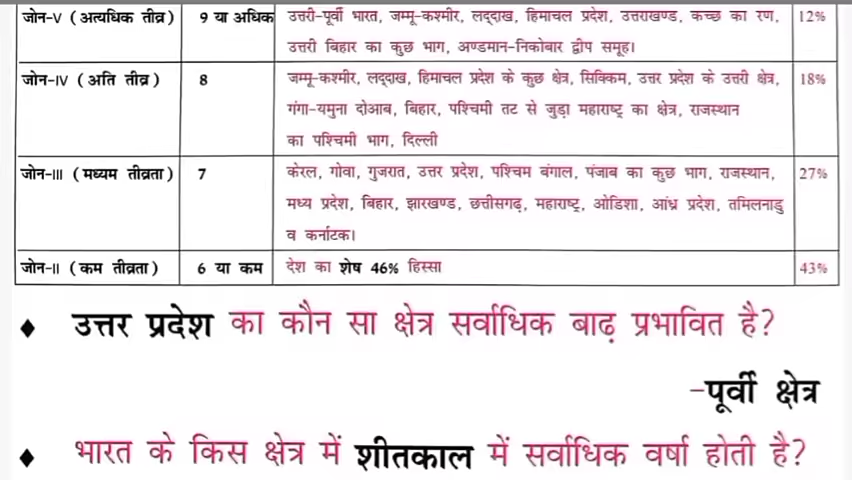 जोन-V (अत्यधिक तीव्र) 9 या अधिक उत्तरी-पूर्वी भारत, जम्मू-कश्मीर, लद्दाख, हिमाचल प्रदेश, उत्तराखण्ड, कच्छ का रण, 12%
उत्तरी बिहार का कुछ भाग, अण्डमान-निकोबार द्वीप समूह।
जोन-IV (अति तीव्र) 8 जम्मू-कश्मीर, लद्दाख, हिमाचल प्रदेश के कुछ क्षेत्र, सिक्किम, उत्तर प्रदेश के उत्तरी क्षेत्र, 18%
गंगा-यमुना दोआब, बिहार, पश्चिमी तट से जुड़ा महाराष्ट्र का क्षेत्र, राजस्थान
का पश्चिमी भाग, दिल्ली
जोन-III (मध्यम तीव्रता) 7 केरल, गोवा, गुजरात, उत्तर प्रदेश, पश्चिम बंगाल, पंजाब का कुछ भाग, राजस्थान, 27%
मध्य प्रदेश, बिहार, झारखण्ड, छत्तीसगढ़, महाराष्ट्र, ओडिशा, आंध्र प्रदेश, तमिलनाडु
व कर्नाटक।
जोन-II (कम तीव्रता) 6 या कम देश का शेष 46% हिस्सा 43%
♦ उत्तर प्रदेश का कौन सा क्षेत्र सर्वाधिक बाढ़ प्रभावित है?
-पूर्वी क्षेत्र
♦ भारत के किस क्षेत्र में शीतकाल में सर्वाधिक वर्षा होती है?